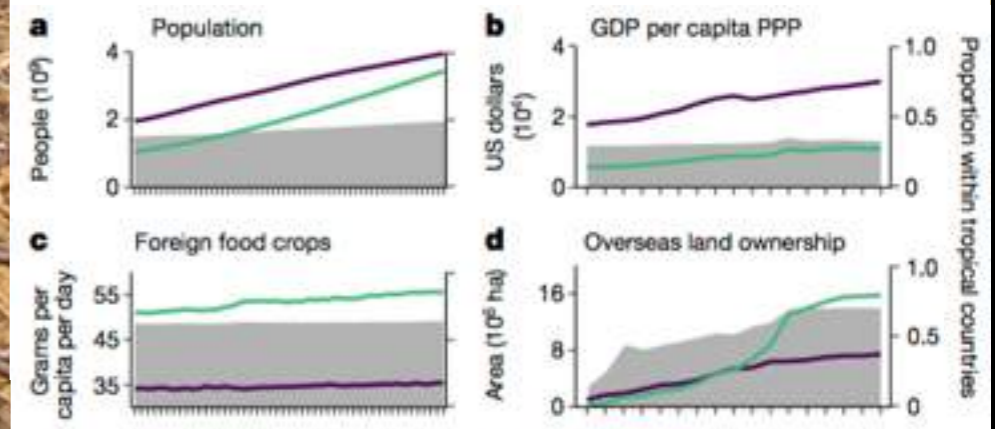 a Population
People (10⁹)
4
2
0
b GDP per capita PPP
US dollars
(10⁴)
4
2
0
1.0
0.5
0
c Foreign food crops
Grams per
capita per day
55
45
35
d Overseas land ownership
Area (10⁶ ha)
16
8
0
1.0
0.5
0
Proportion within tropical countries